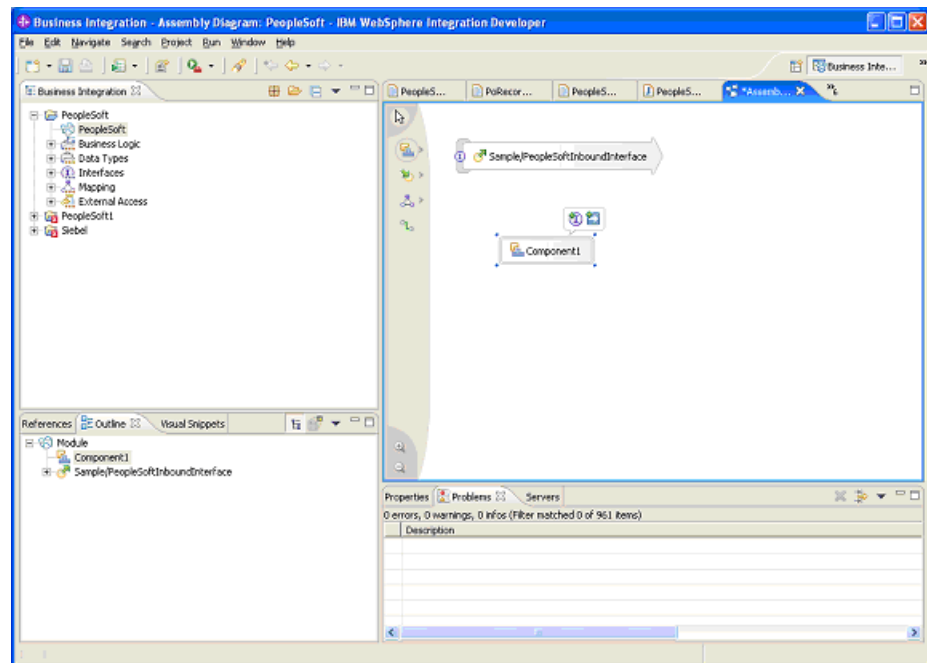 Business Integration - Assembly Diagram: PeopleSoft - IBM WebSphere Integration Developer
File Edit Navigate Search Project Run Window Help
Business Inte...
Business Integration
PeopleSoft
PeopleSoft
Business Logic
Data Types
Interfaces
Mapping
External Access
PeopleSoft1
Siebel
PeopleS...
PoRecor...
PeopleS...
PeopleS...
*Assemb...
Sample/PeopleSoftInboundInterface
Component1
References Outline Visual Snippets
Module
Component1
Sample/PeopleSoftInboundInterface
Properties Problems Servers
0 errors, 0 warnings, 0 infos (Filter matched 0 of 961 items)
Description